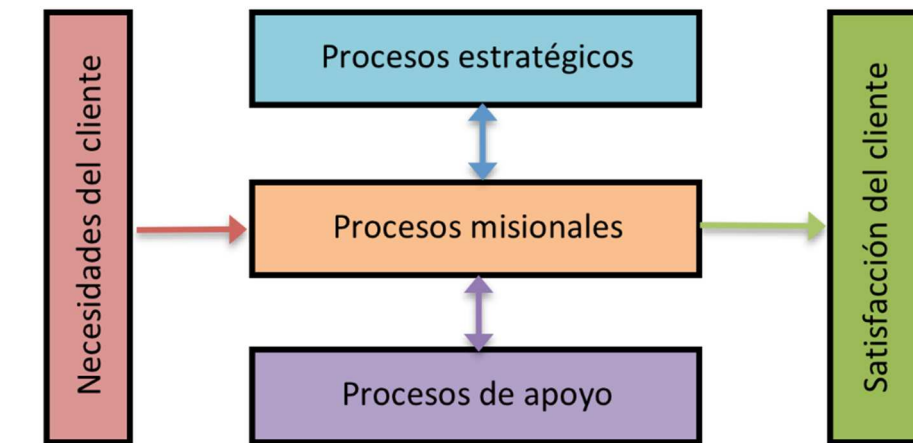 Necesidades del cliente
Procesos estratégicos
Procesos misionales
Procesos de apoyo
Satisfacción del cliente